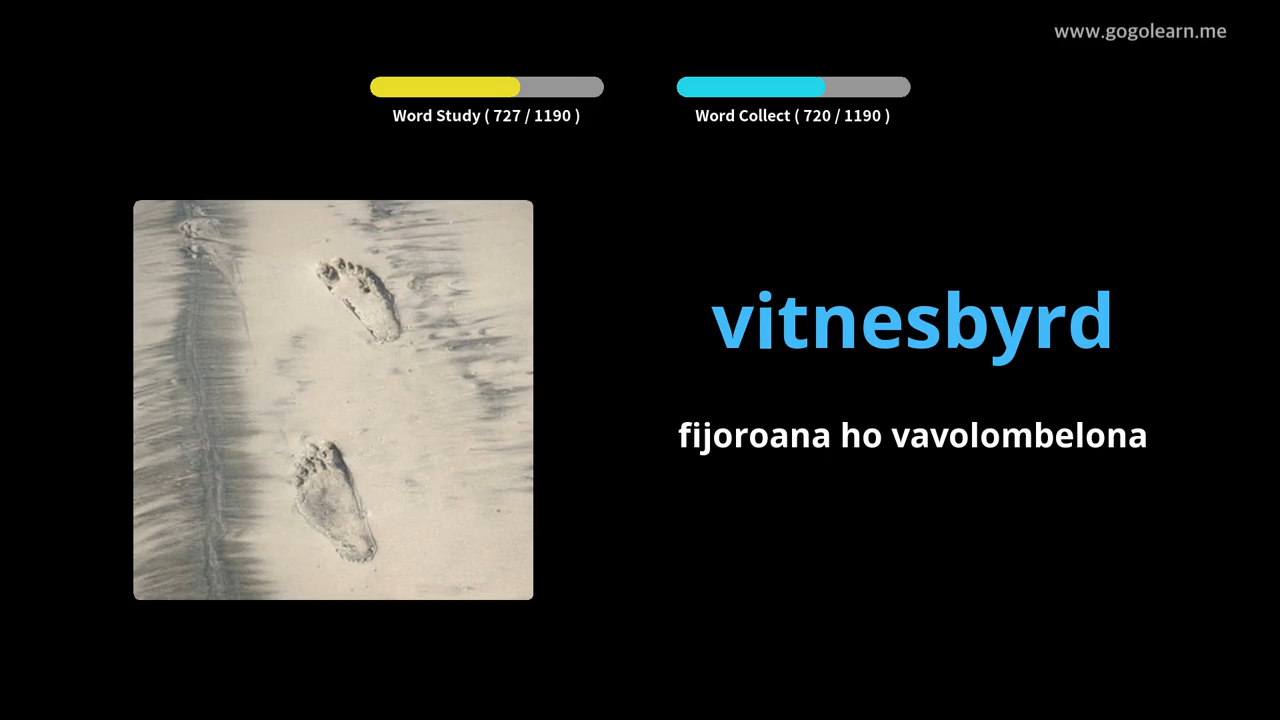 www.gogolearn.me
Word Study ( 727 / 1190 )
Word Collect ( 720 / 1190 )
vitnesbyrd
fijoroana ho vavolombelona